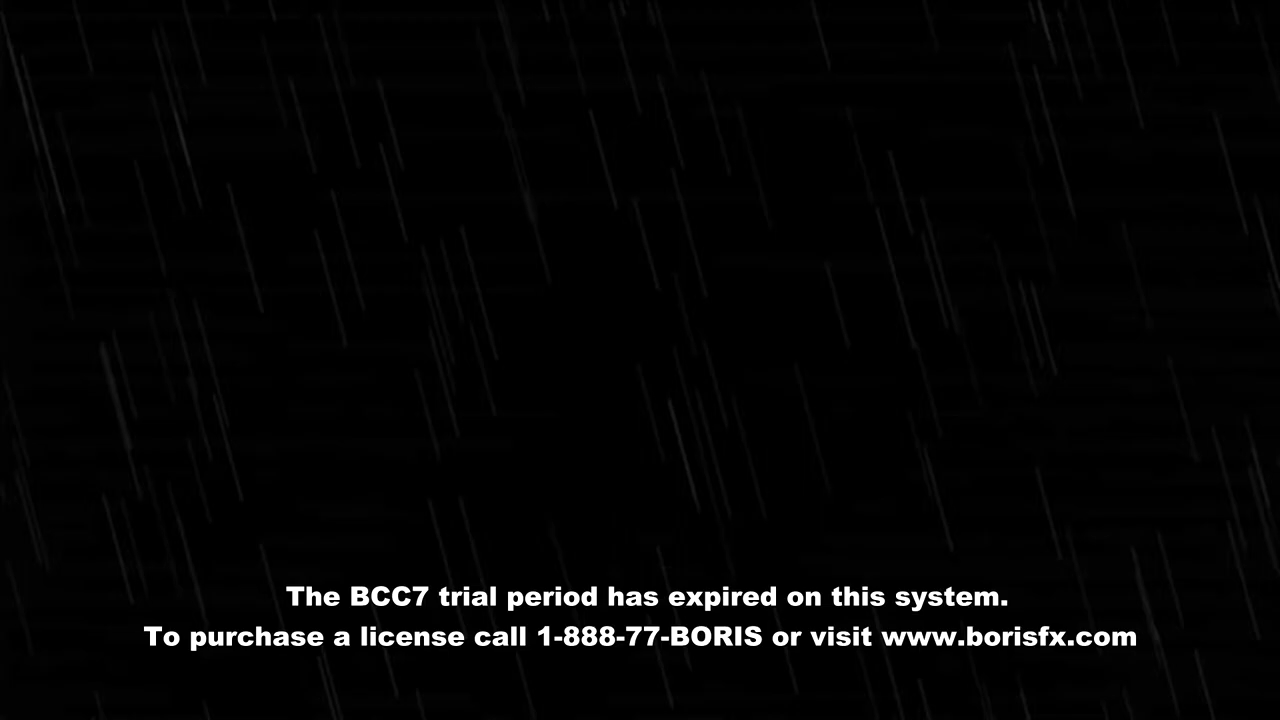 The BCC7 trial period has expired on this system.
To purchase a license call 1-888-77-BORIS or visit www.borisfx.com